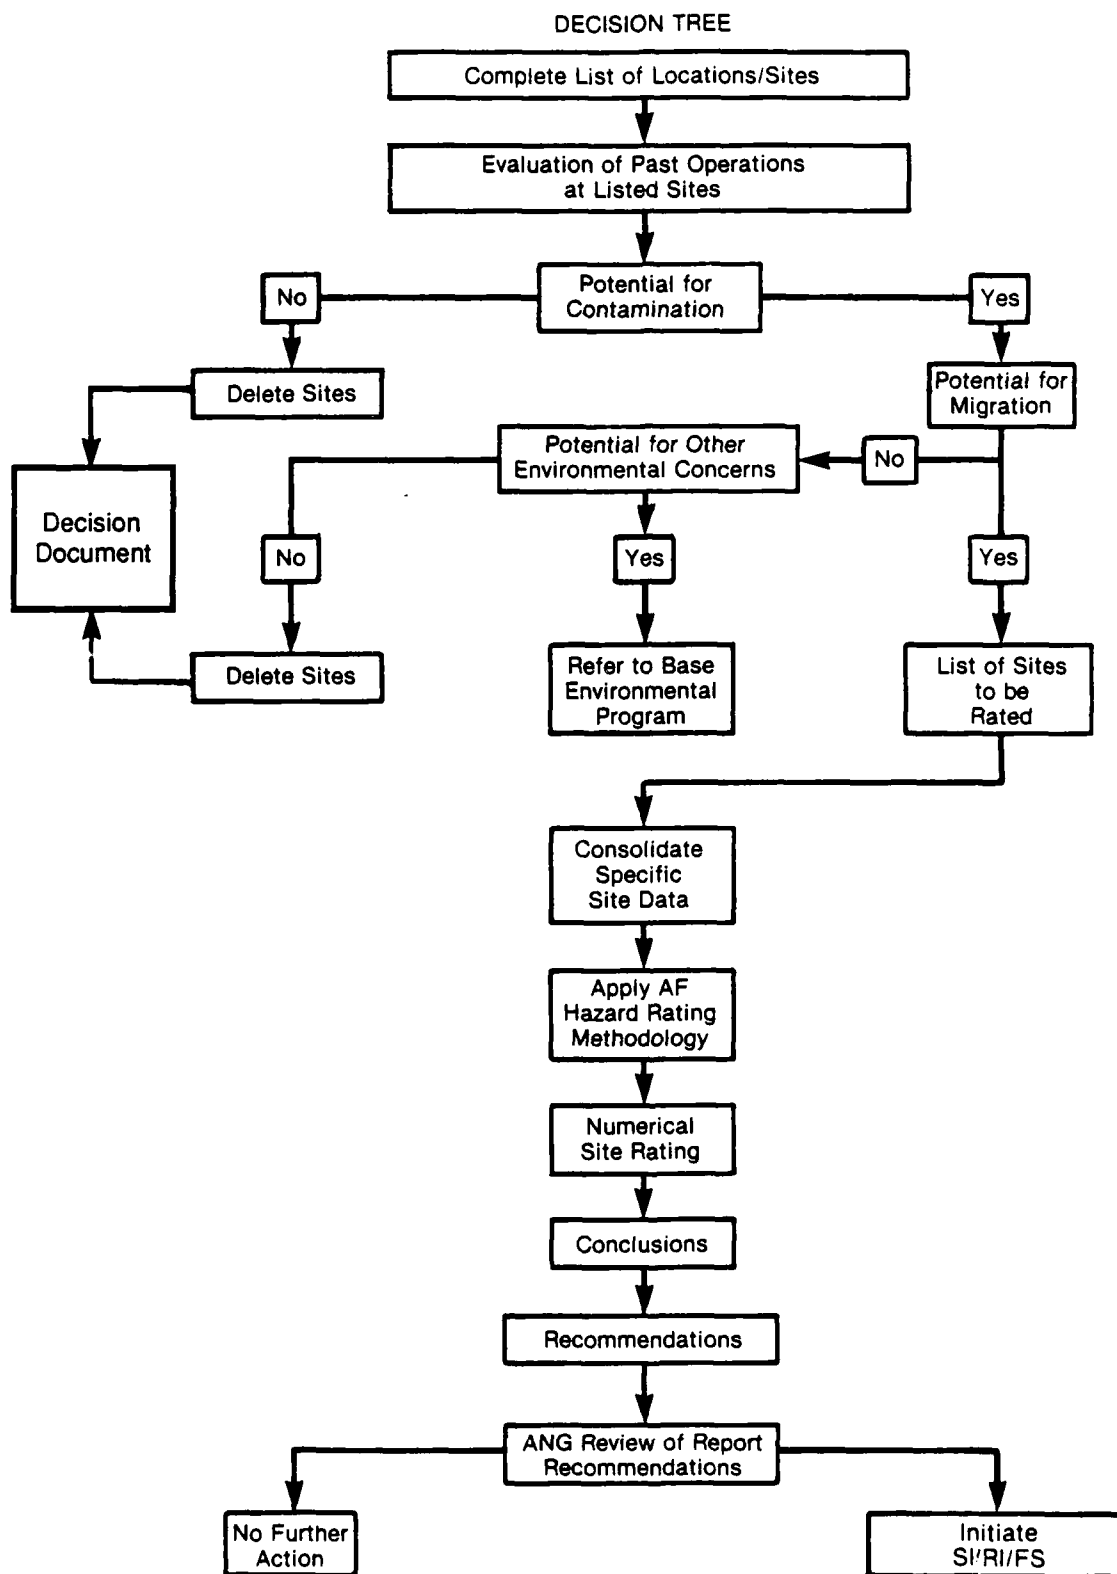 DECISION TREE
Complete List of Locations/Sites
Evaluation of Past Operations
at Listed Sites
Potential for
Contamination
No
Yes
Delete Sites
Potential for
Migration
Potential for Other
Environmental Concerns
No
Decision
Document
No
Yes
Yes
Delete Sites
Refer to Base
Environmental
Program
List of Sites
to be
Rated
Consolidate
Specific
Site Data
Apply AF
Hazard Rating
Methodology
Numerical
Site Rating
Conclusions
Recommendations
ANG Review of Report
Recommendations
No Further
Action
Initiate
SI/RI/FS